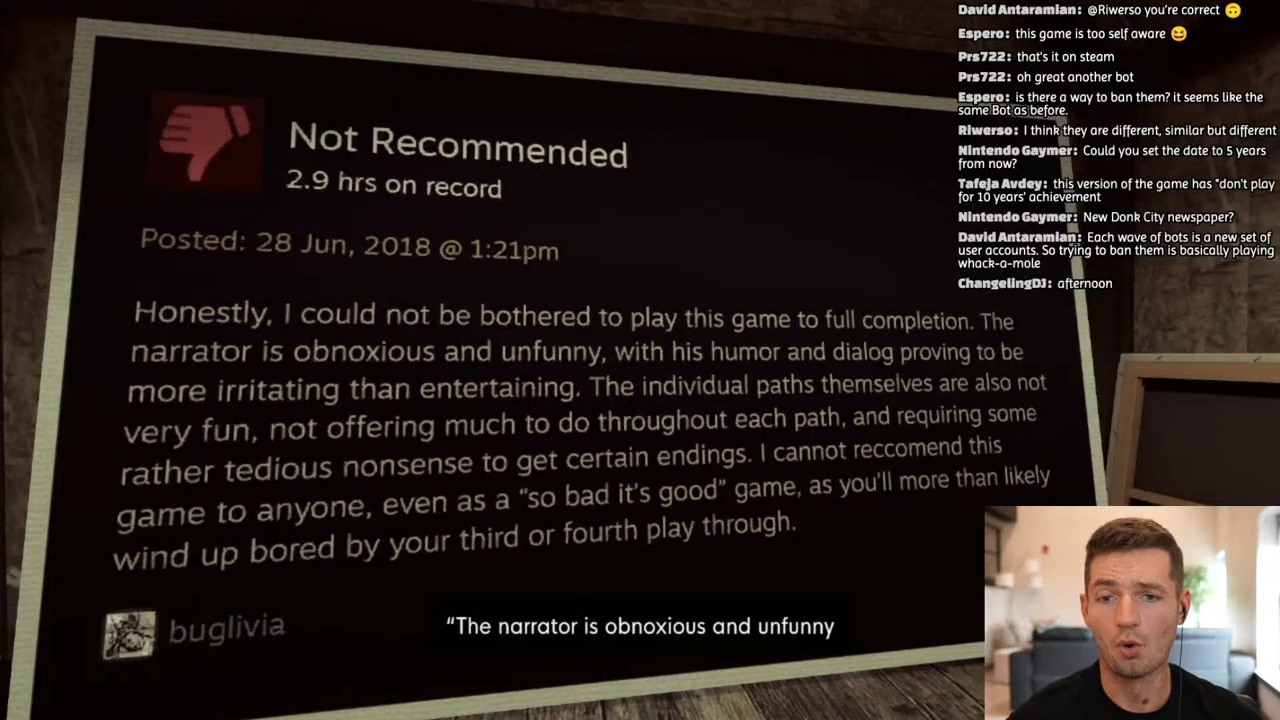 Not Recommended
2.9 hrs on record
Posted: 28 Jun, 2018 @ 1:21pm
Honestly, I could not be bothered to play this game to full completion. The
narrator is obnoxious and unfunny, with his humor and dialog proving to be
more irritating than entertaining. The individual paths themselves are also not
very fun, not offering much to do throughout each path, and requiring some
rather tedious nonsense to get certain endings. I cannot reccomend this
game to anyone, even as a "so bad it's good" game, as you'll more than likely
wind up bored by your third or fourth play through.
buglivia
"The narrator is obnoxious and unfunny
David Antaramian: @Riwerso you're correct 🙃
Espero: this game is too self aware 😆
Prs722: that's it on steam
Prs722: oh great another bot
Espero: is there a way to ban them? it seems like the
same Bot as before.
Riwerso: I think they are different, similar but different
Nintendo Gaymer: Could you set the date to 5 years
from now?
Tafeja Avdey: this version of the game has "don't play
for 10 years' achievement
Nintendo Gaymer: New Donk City newspaper?
David Antaramian: Each wave of bots is a new set of
user accounts. So trying to ban them is basically playing
whack-a-mole
ChangelingDJ: afternoon